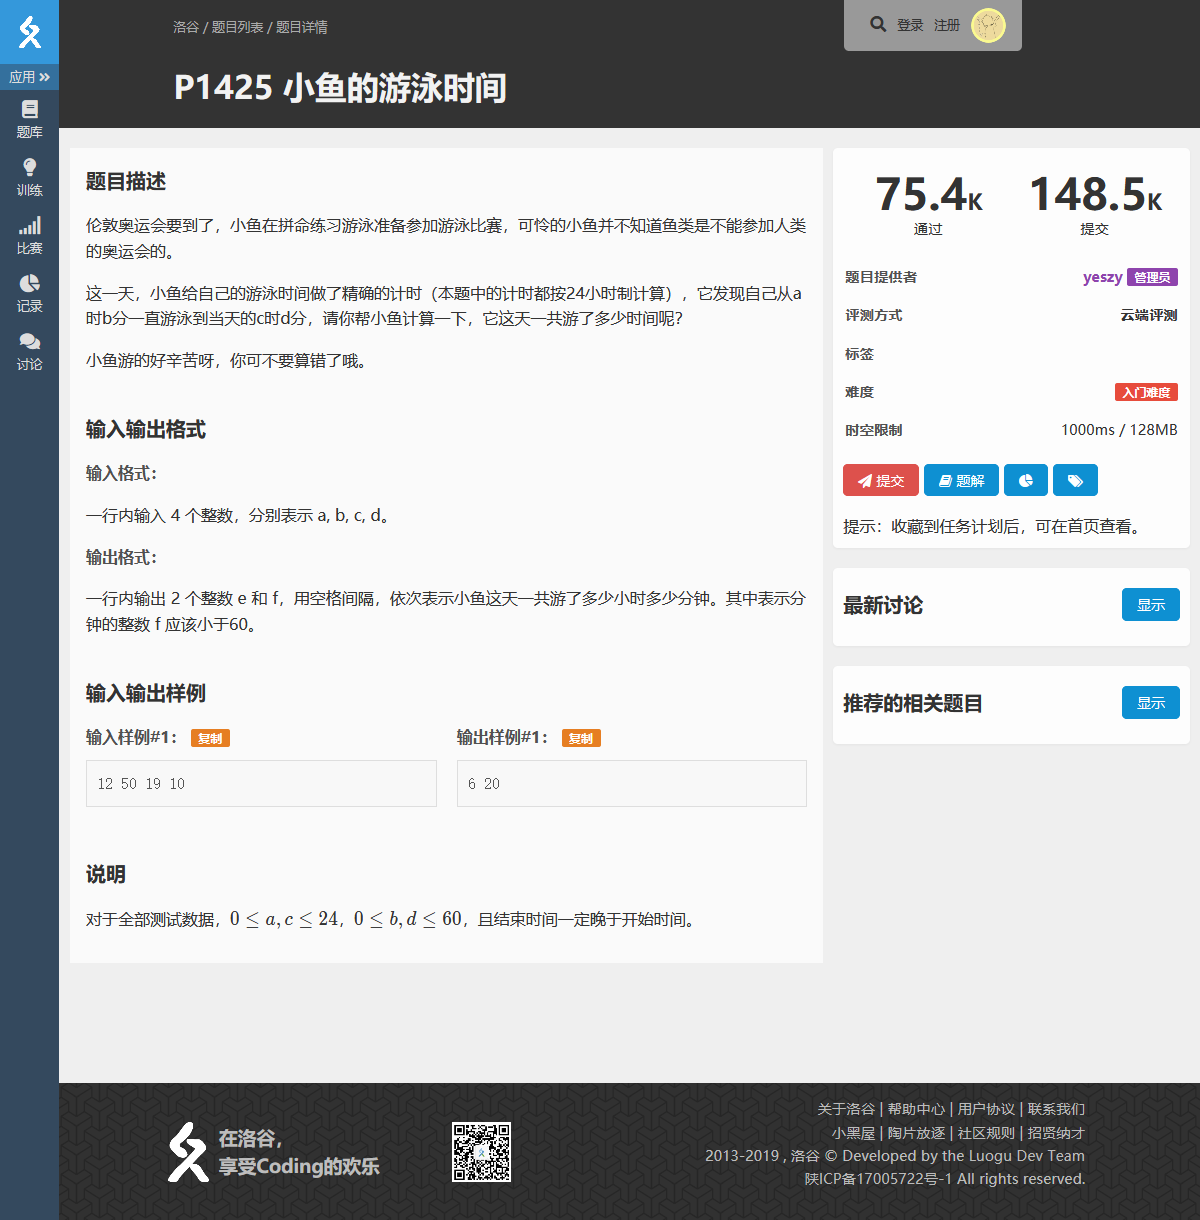 洛谷 / 题目列表 / 题目详情
登录 注册
P1425 小鱼的游泳时间
应用
题库
训练
比赛
记录
讨论
题目描述
伦敦奥运会要到了，小鱼在拼命练习游泳准备参加游泳比赛，可怜的小鱼并不知道鱼类是不能参加人类
的奥运会的。
这一天，小鱼给自己的游泳时间做了精确的计时（本题中的计时都按24小时制计算），它发现自己从a
时b分一直游泳到当天的c时d分，请你帮小鱼计算一下，它这天一共游了多少时间呢？
小鱼游的好辛苦呀，你可不要算错了哦。
输入输出格式
输入格式：
一行内输入 4 个整数，分别表示 a, b, c, d。
输出格式：
一行内输出 2 个整数 e 和 f，用空格间隔，依次表示小鱼这天一共游了多少小时多少分钟。其中表示分
钟的整数 f 应该小于60。
输入输出样例
输入样例#1： 复制
12 50 19 10
输出样例#1： 复制
6 20
说明
对于全部测试数据，0 ≤ a, c ≤ 24，0 ≤ b, d ≤ 60，且结束时间一定晚于开始时间。
75.4K
通过
148.5K
提交
题目提供者 yeszy 管理员
评测方式 云端评测
标签
难度 入门难度
时空限制 1000ms / 128MB
提交 题解
提示：收藏到任务计划后，可在首页查看。
最新讨论 显示
推荐的相关题目 显示
在洛谷，
享受Coding的欢乐
关于洛谷 | 帮助中心 | 用户协议 | 联系我们
小黑屋 | 陶片放逐 | 社区规则 | 招贤纳才
2013-2019 , 洛谷 © Developed by the Luogu Dev Team
陕ICP备17005722号-1 All rights reserved.